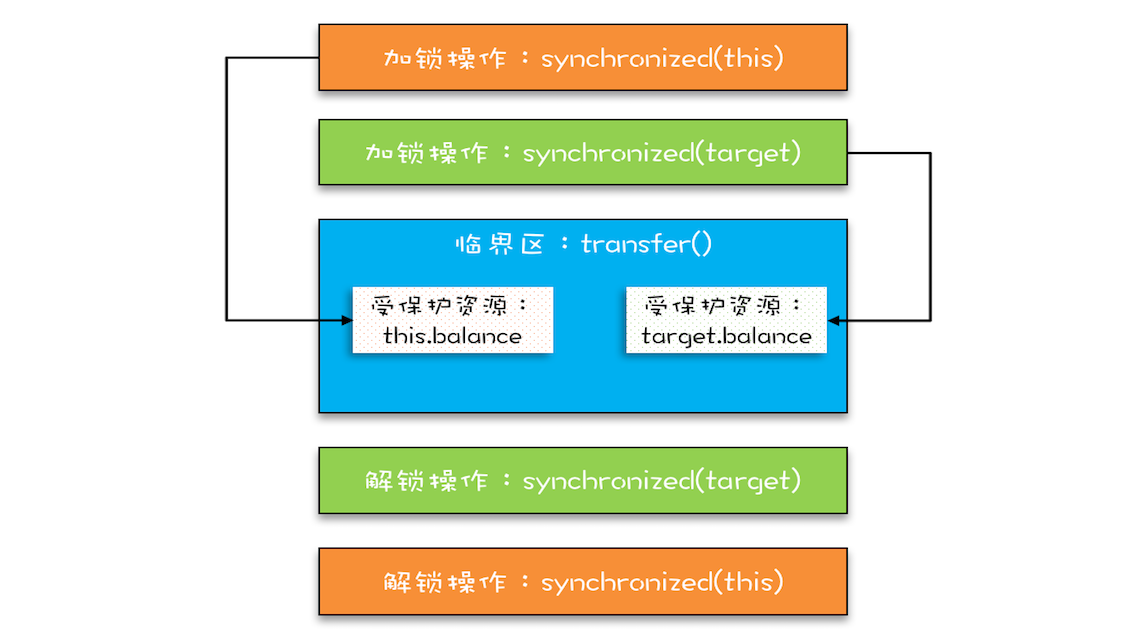 加锁操作：synchronized(this)
加锁操作：synchronized(target)
临界区：transfer()
受保护资源：
this.balance
受保护资源：
target.balance
解锁操作：synchronized(target)
解锁操作：synchronized(this)